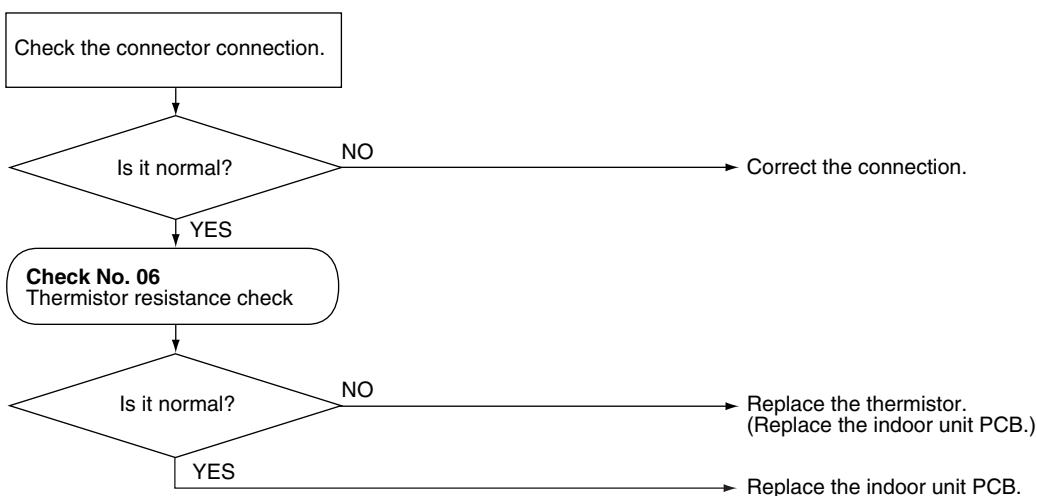 Check the connector connection.
Is it normal?
NO
Correct the connection.
YES
Check No. 06
Thermistor resistance check
Is it normal?
NO
Replace the thermistor.
(Replace the indoor unit PCB.)
YES
Replace the indoor unit PCB.